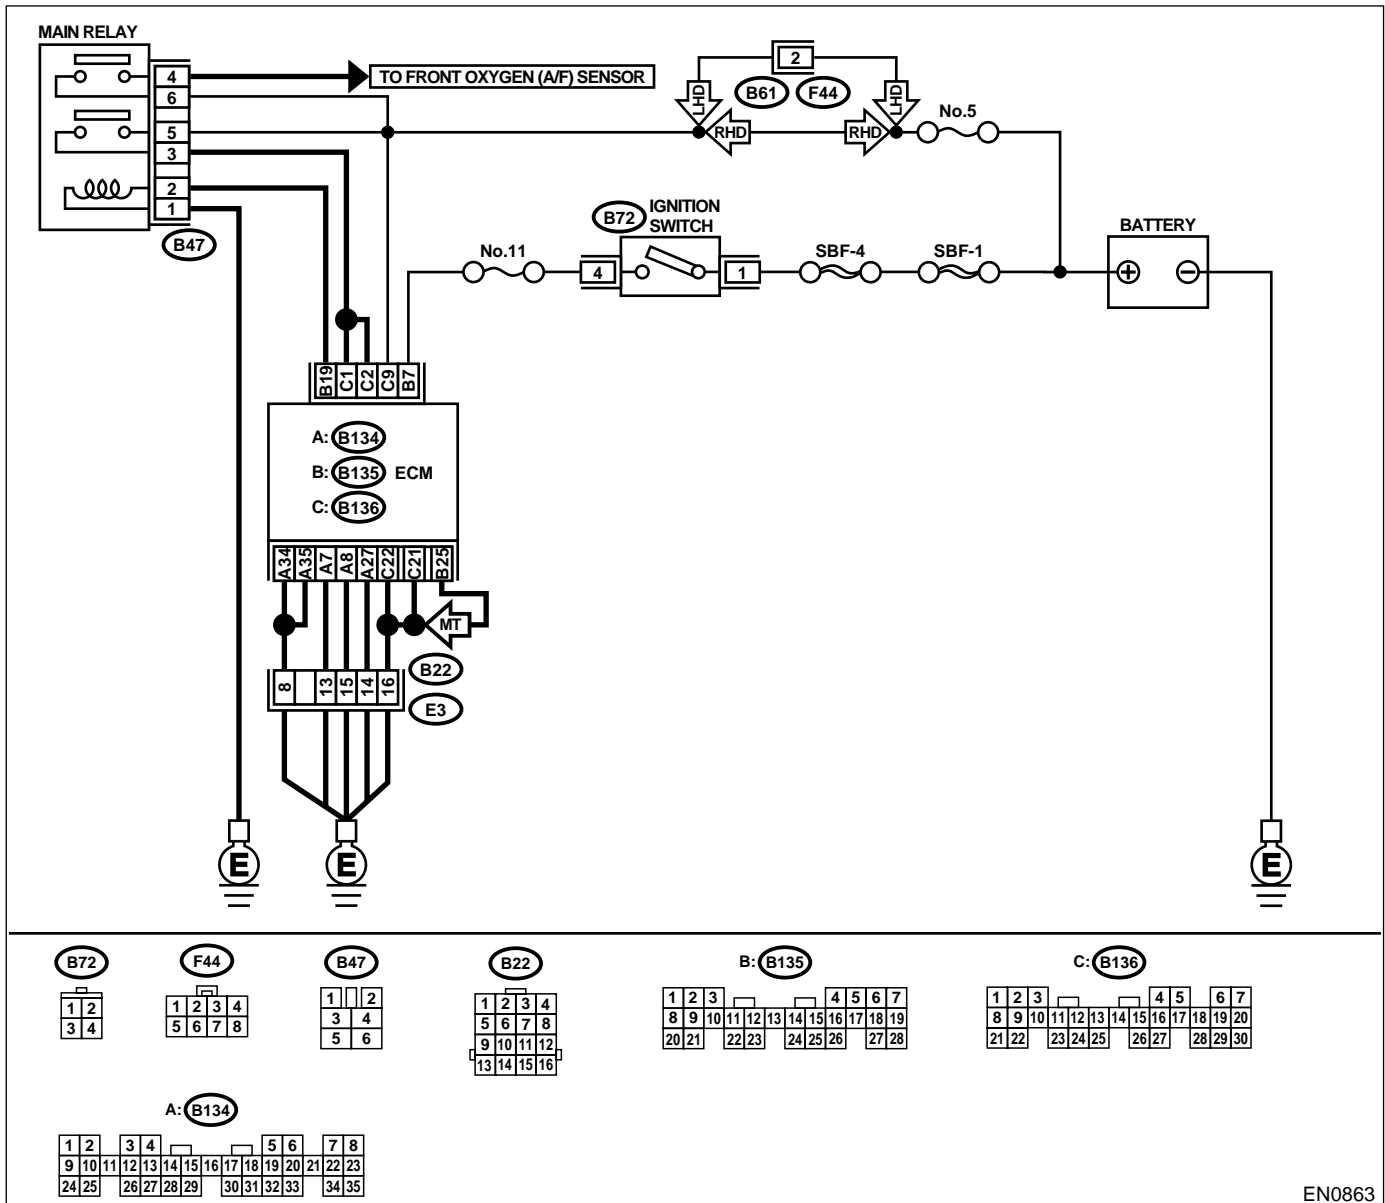 MAIN RELAY
4
6
5
3
2
1
B47
TO FRONT OXYGEN (A/F) SENSOR
2
B61
F44
LHD
LHD
RHD
RHD
No.5
B72
IGNITION
SWITCH
No.11
4
1
SBF-4
SBF-1
BATTERY
+
−
B19
C1
C2
C9
B7
A: B134
B: B135 ECM
C: B136
A34
A35
A7
A8
A27
C22
C21
B25
MT
B22
8
13
15
14
16
E3
E
E
E
B72
1 2
3 4
F44
1 2 3 4
5 6 7 8
B47
1 2
3 4
5 6
B22
1 2 3 4
5 6 7 8
9 10 11 12
13 14 15 16
B: B135
1 2 3 4 5 6 7
8 9 10 11 12 13 14 15 16 17 18 19
20 21 22 23 24 25 26 27 28
C: B136
1 2 3 4 5 6 7
8 9 10 11 12 13 14 15 16 17 18 19 20
21 22 23 24 25 26 27 28 29 30
A: B134
1 2 3 4 5 6 7 8
9 10 11 12 13 14 15 16 17 18 19 20 21 22 23
24 25 26 27 28 29 30 31 32 33 34 35
EN0863